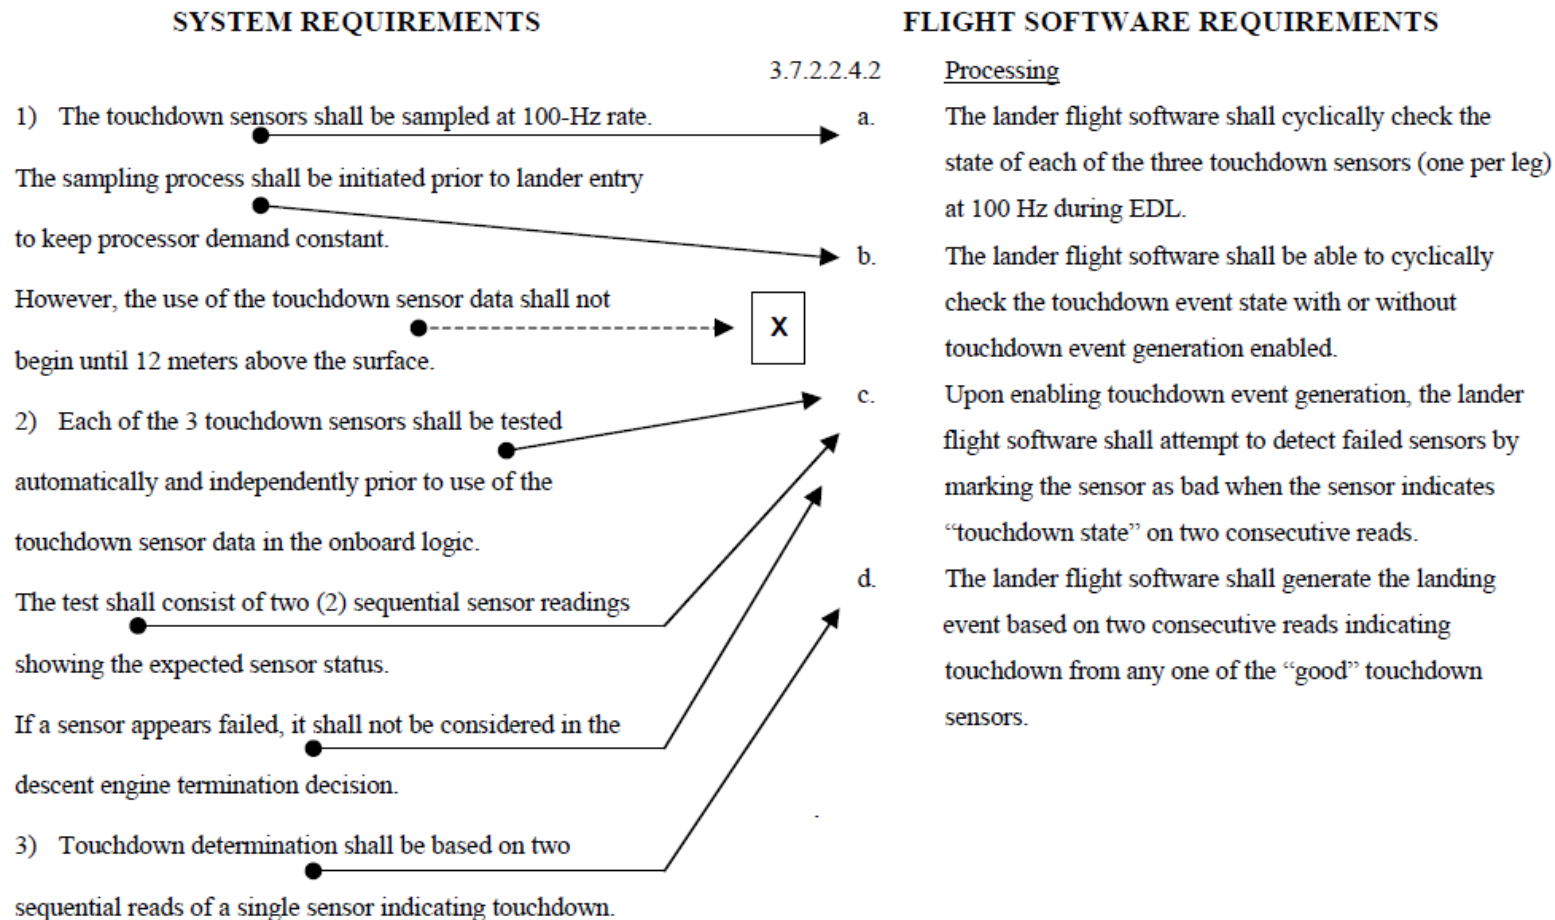 SYSTEM REQUIREMENTS
1) The touchdown sensors shall be sampled at 100-Hz rate.
The sampling process shall be initiated prior to lander entry
to keep processor demand constant.
However, the use of the touchdown sensor data shall not
begin until 12 meters above the surface.
2) Each of the 3 touchdown sensors shall be tested
automatically and independently prior to use of the
touchdown sensor data in the onboard logic.
The test shall consist of two (2) sequential sensor readings
showing the expected sensor status.
If a sensor appears failed, it shall not be considered in the
descent engine termination decision.
3) Touchdown determination shall be based on two
sequential reads of a single sensor indicating touchdown.
X
FLIGHT SOFTWARE REQUIREMENTS
3.7.2.2.4.2 Processing
a. The lander flight software shall cyclically check the
state of each of the three touchdown sensors (one per leg)
at 100 Hz during EDL.
b. The lander flight software shall be able to cyclically
check the touchdown event state with or without
touchdown event generation enabled.
c. Upon enabling touchdown event generation, the lander
flight software shall attempt to detect failed sensors by
marking the sensor as bad when the sensor indicates
“touchdown state” on two consecutive reads.
d. The lander flight software shall generate the landing
event based on two consecutive reads indicating
touchdown from any one of the “good” touchdown
sensors.